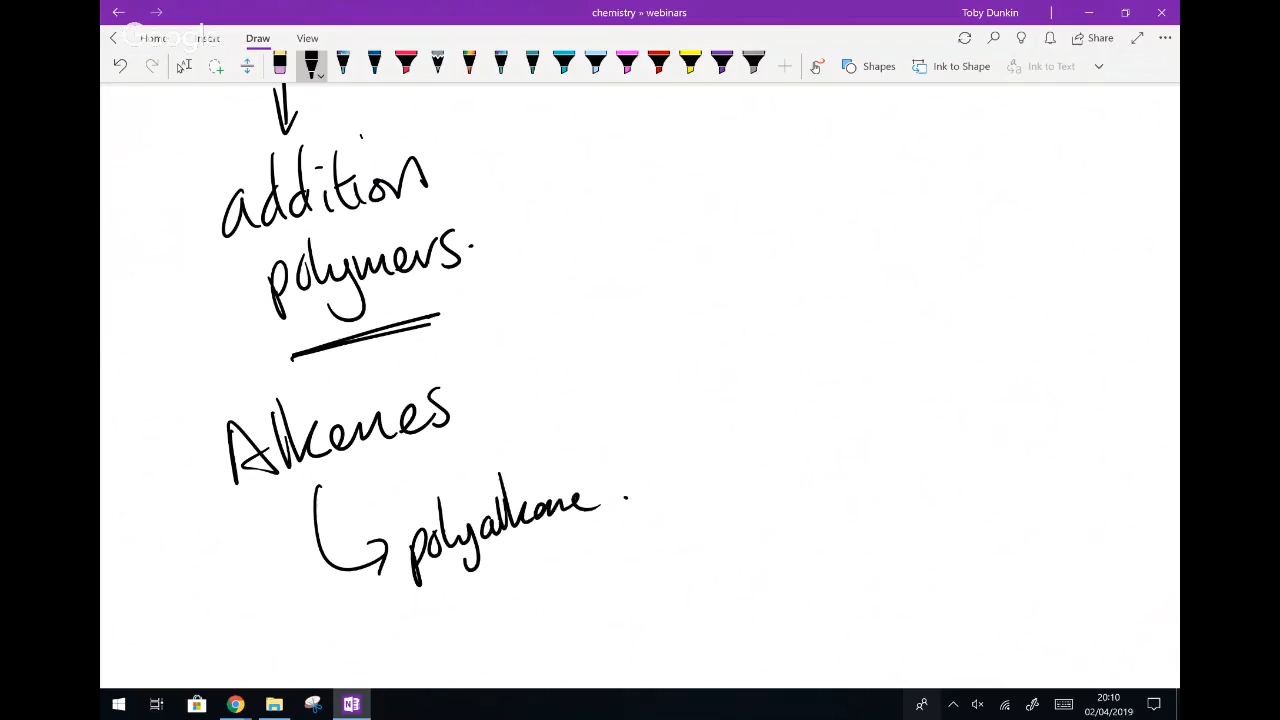 chemistry » webinars
Toby Dunkin
Google
Home
Insert
Draw
View
Share
Shapes
Ink to Shape
Ink to Text
addition
polymers.
Alkenes
polyalkane.
20:10
02/04/2019